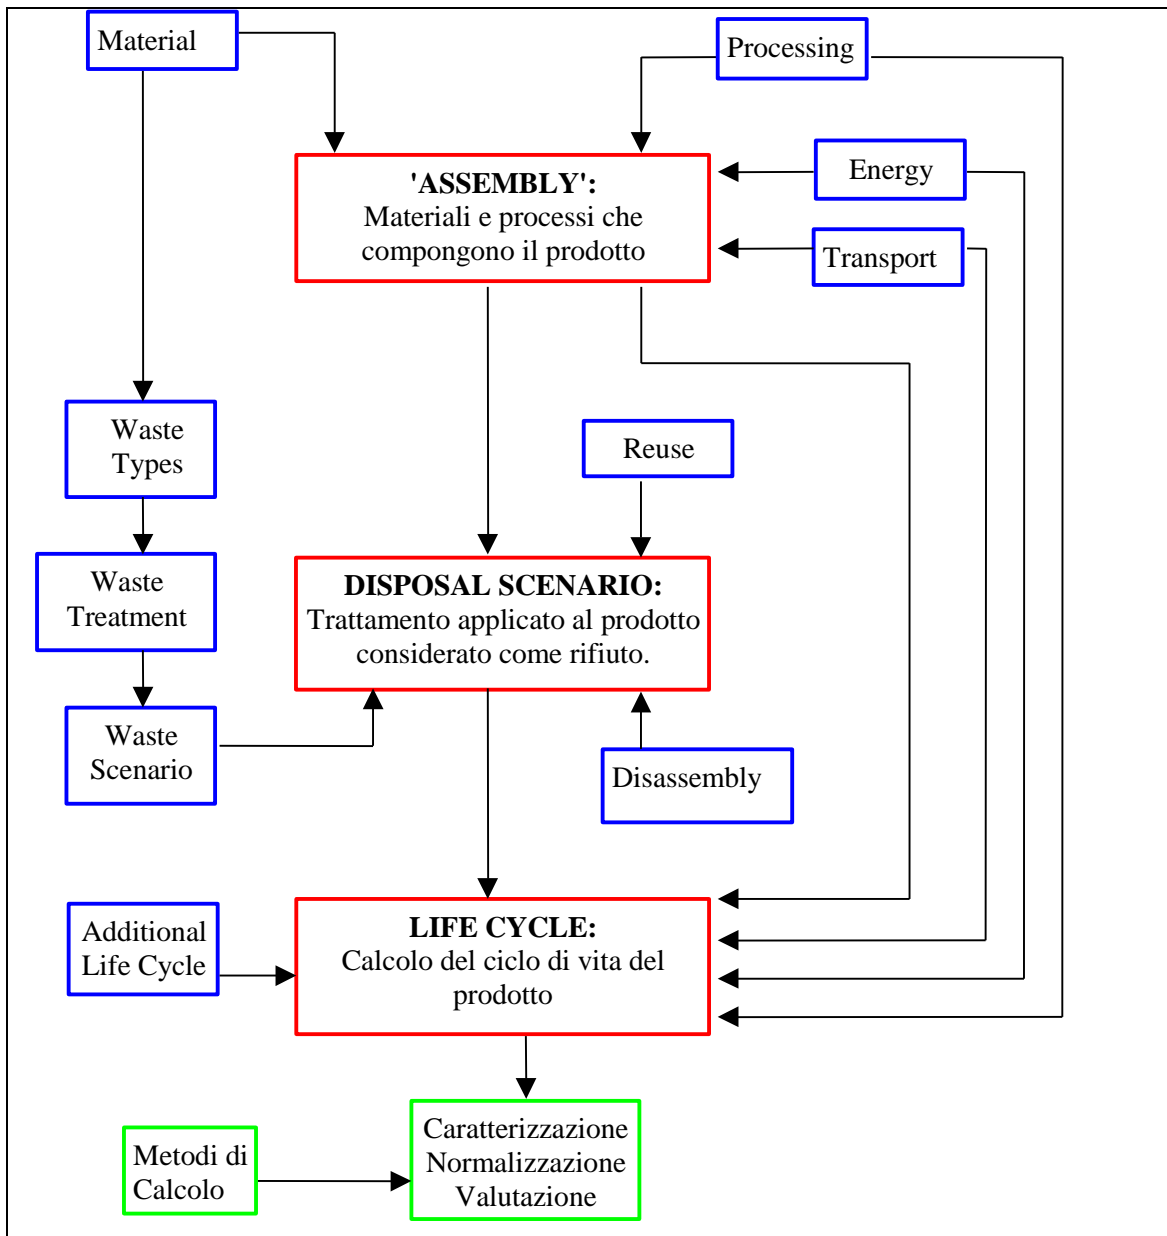 Material
Processing
'ASSEMBLY':
Materiali e processi che
compongono il prodotto
Energy
Transport
Waste
Types
Reuse
Waste
Treatment
DISPOSAL SCENARIO:
Trattamento applicato al prodotto
considerato come rifiuto.
Waste
Scenario
Disassembly
Additional
Life Cycle
LIFE CYCLE:
Calcolo del ciclo di vita del
prodotto
Metodi di
Calcolo
Caratterizzazione
Normalizzazione
Valutazione